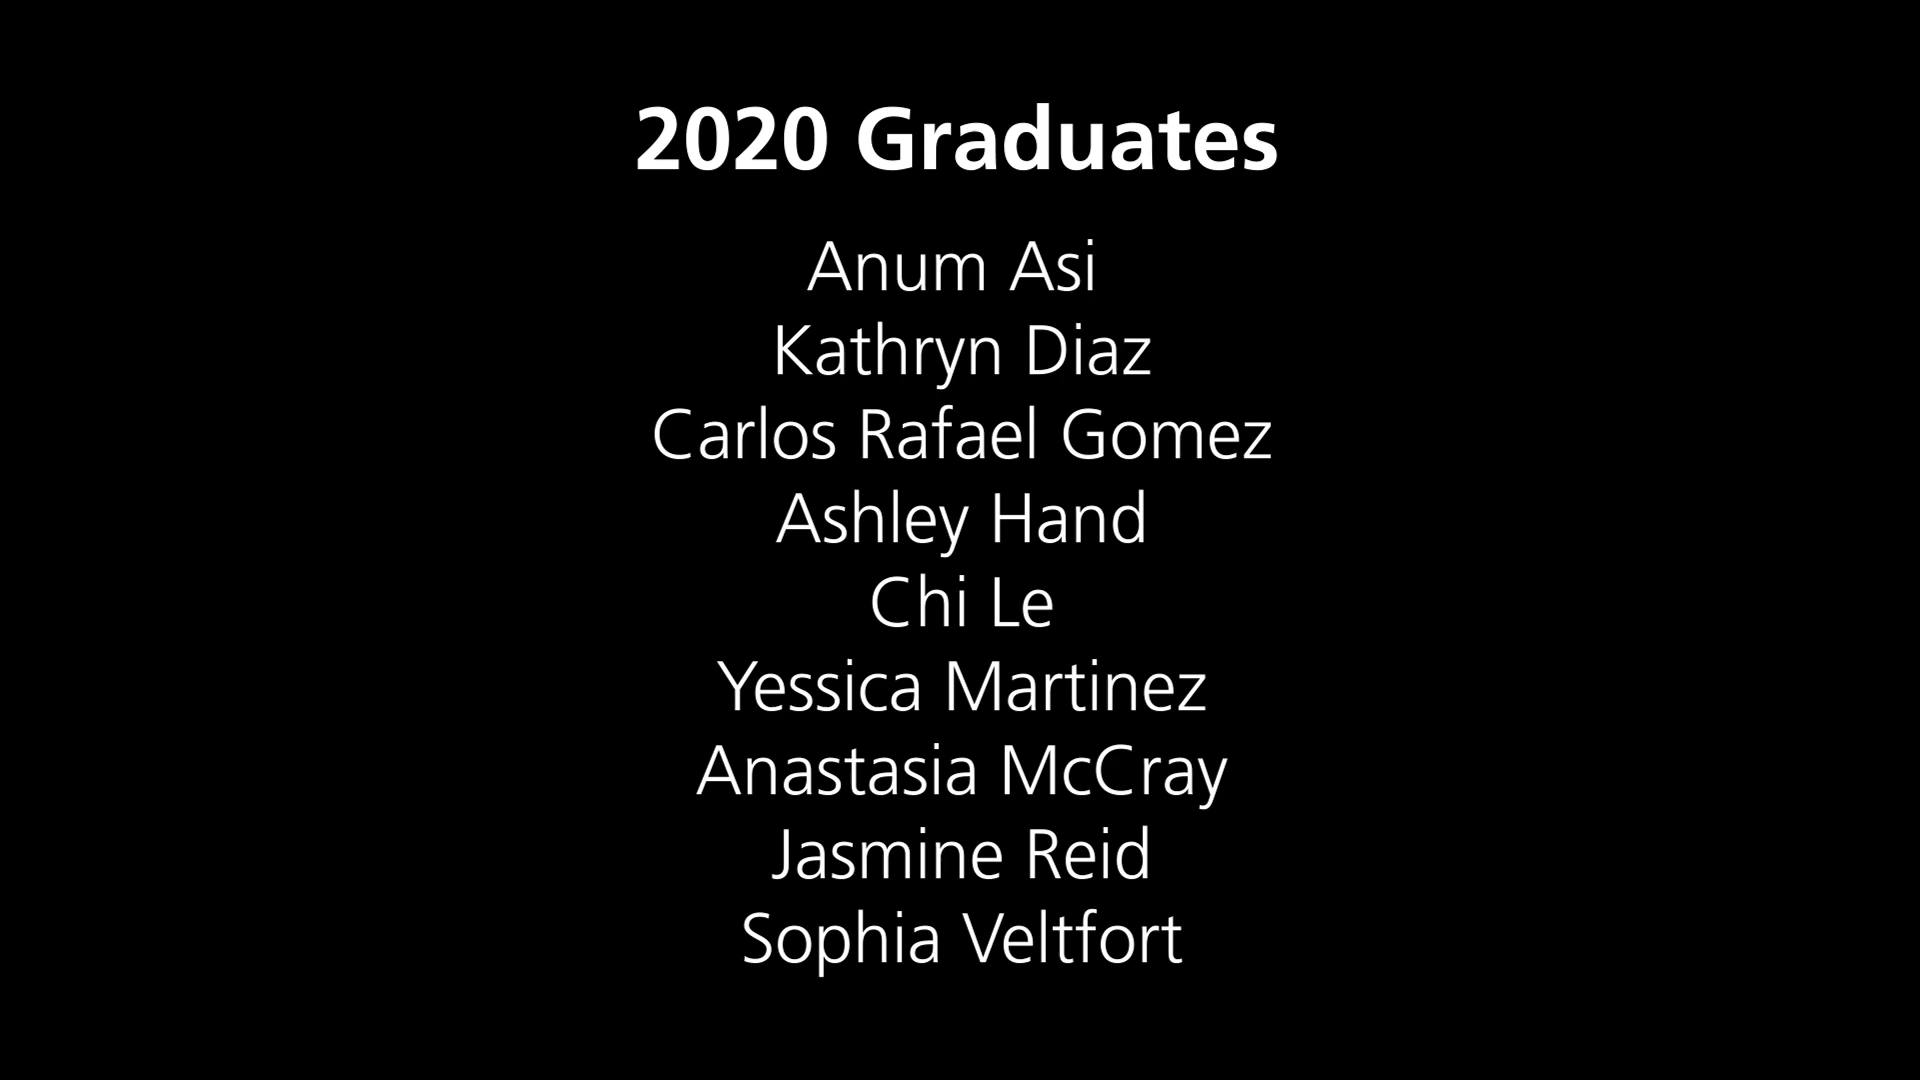 2020 Graduates
Anum Asi
Kathryn Diaz
Carlos Rafael Gomez
Ashley Hand
Chi Le
Yessica Martinez
Anastasia McCray
Jasmine Reid
Sophia Veltfort